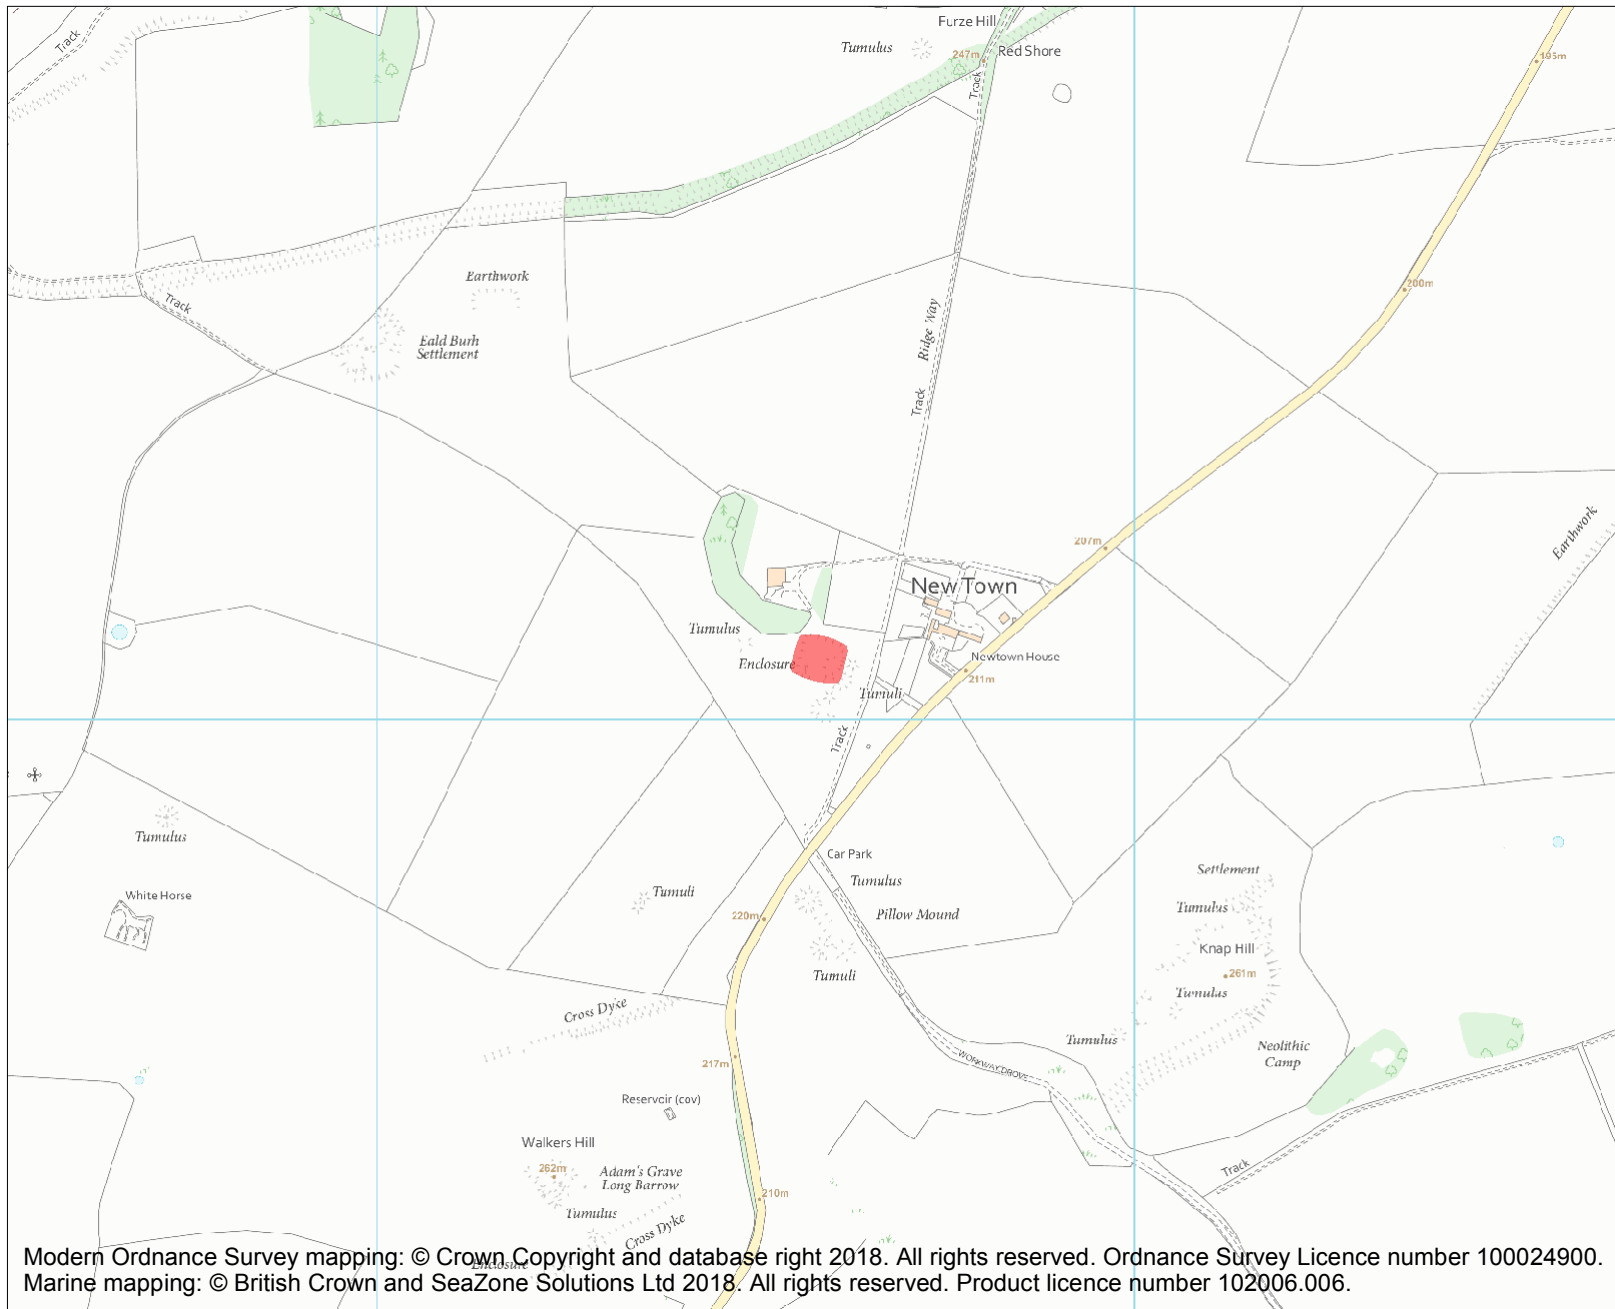 Furze Hill
Track
Tumulus
247m
Red Shore
195m
Track
Earthwork
200m
Track
Ridge Way
Eald Burh
Settlement
Track
Earthwork
207m
New Town
Tumulus
Newtown House
Enclosure
211m
Tumuli
Track
Tumulus
Car Park
Settlement
Tumulus
White Horse
Tumuli
Tumulus
220m
Pillow Mound
Knap Hill
Tumuli
261m
Tumulus
Cross Dyke
Tumulus
Neolithic
Camp
217m
WORKWAY DROVE
Reservoir (cov)
Walkers Hill
262m
Adam's Grave
Long Barrow
Track
210m
Tumulus
Cross Dyke
Enclosure
Modern Ordnance Survey mapping: © Crown Copyright and database right 2018. All rights reserved. Ordnance Survey Licence number 100024900.
Marine mapping: © British Crown and SeaZone Solutions Ltd 2018. All rights reserved. Product licence number 102006.006.